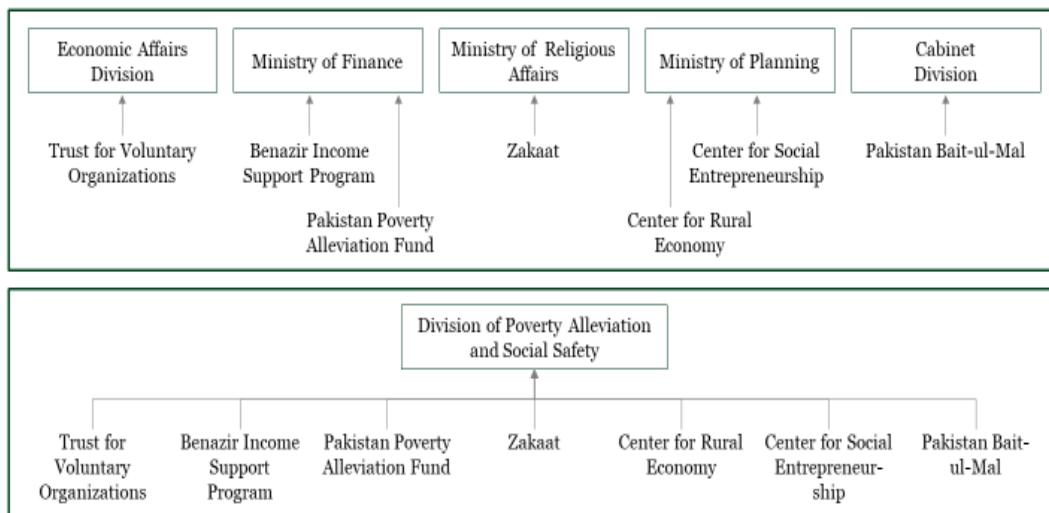 Economic Affairs
Division
Ministry of Finance
Ministry of Religious
Affairs
Ministry of Planning
Cabinet
Division
Trust for Voluntary
Organizations
Benazir Income
Support Program
Zakaat
Center for Social
Entrepreneurship
Pakistan Bait-ul-Mal
Pakistan Poverty
Alleviation Fund
Center for Rural
Economy
Division of Poverty Alleviation
and Social Safety
Trust for
Voluntary
Organizations
Benazir Income
Support
Program
Pakistan Poverty
Alleviation Fund
Zakaat
Center for Rural
Economy
Center for Social
Entrepreneur-
ship
Pakistan Bait-
ul-Mal